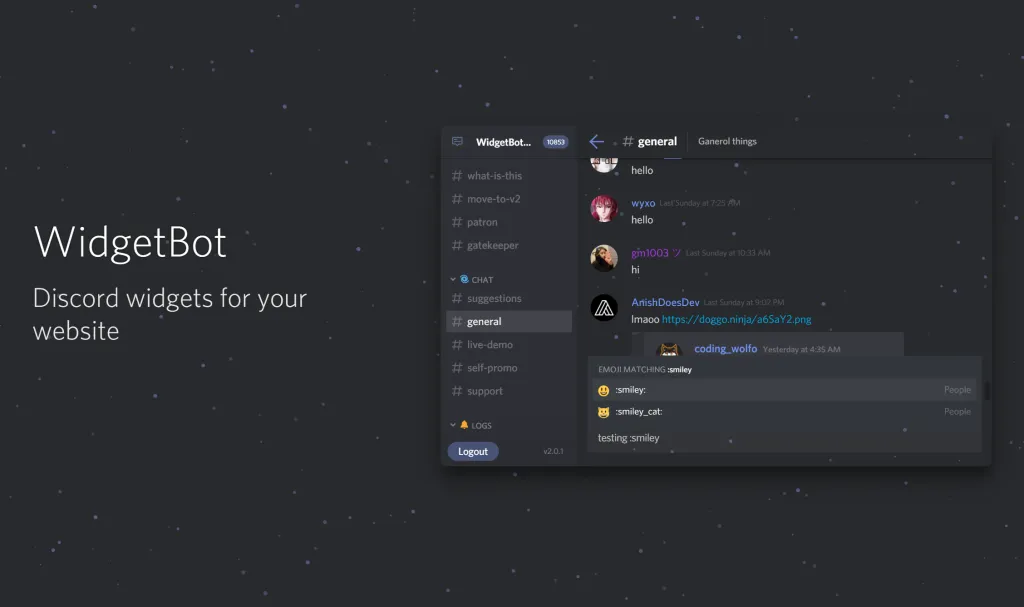 WidgetBot
Discord widgets for your
website
WidgetBot...
10853
# what-is-this
# move-to-v2
# patron
# gatekeeper
CHAT
# suggestions
# general
# live-demo
# self-promo
# support
LOGS
Logout
v2.0.1
# general
Ganerol things
hello
wyxo Last Sunday at 7:25 PM
hello
gm1003 ツ Last Sunday at 10:33 AM
hi
AnishDoesDev Last Sunday at 9:07 PM
lmaoo https://doggo.ninja/a6SaY2.png
coding_wolfo Yesterday at 4:35 AM
EMOJI MATCHING :smiley
:smiley: People
:smiley_cat: People
testing :smiley